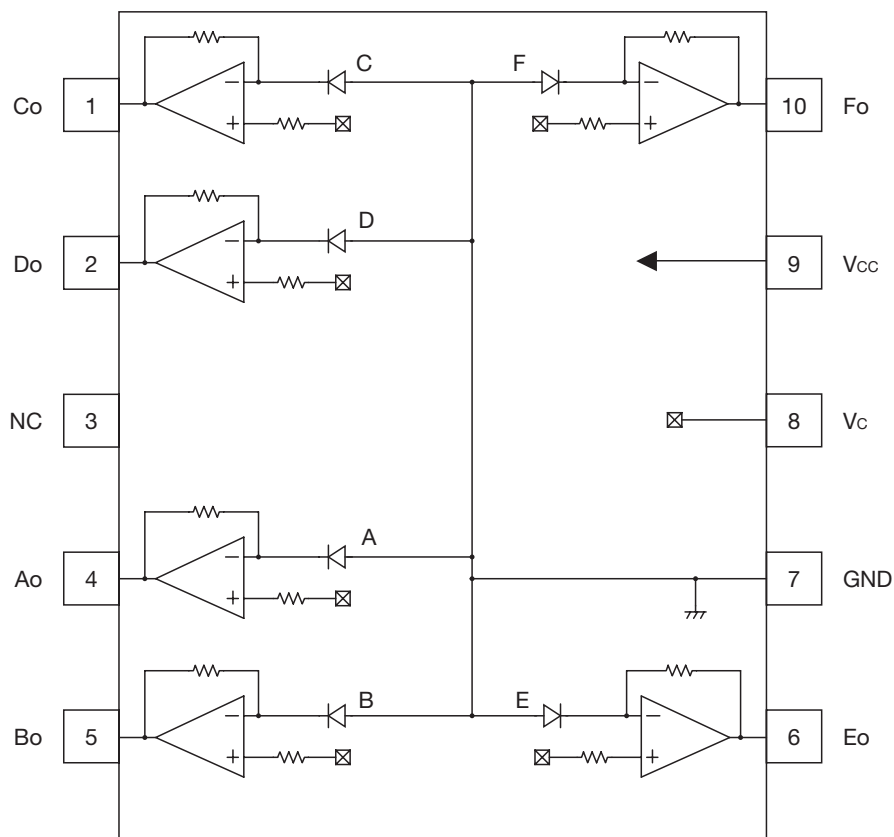 C F
− −
Co 1 10 Fo
+ +
D
−
Do 2 9 VCC
+
NC 3 8 VC
A
−
Ao 4 7 GND
+
B E
− −
Bo 5 6 Eo
+ +